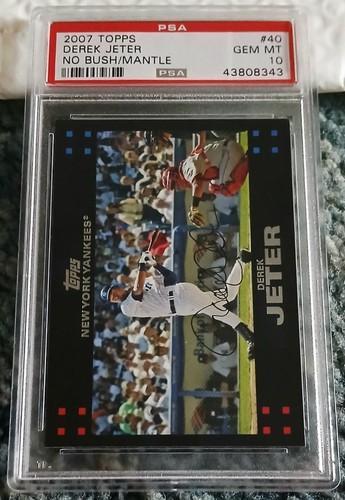 PSA
2007 TOPPS #40
DEREK JETER GEM MT
NO BUSH/MANTLE 10
PSA 43808343
Topps
NEW YORK YANKEES®
DEREK
JETER